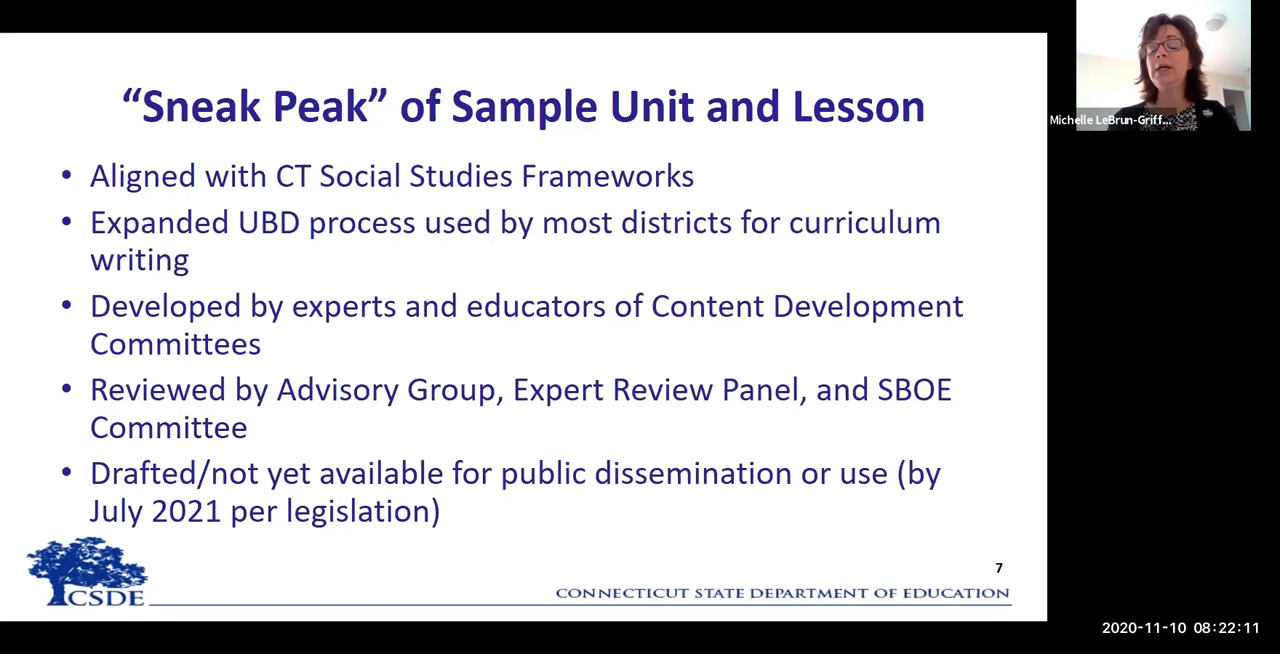 “Sneak Peak” of Sample Unit and Lesson
• Aligned with CT Social Studies Frameworks
• Expanded UBD process used by most districts for curriculum
writing
• Developed by experts and educators of Content Development
Committees
• Reviewed by Advisory Group, Expert Review Panel, and SBOE
Committee
• Drafted/not yet available for public dissemination or use (by
July 2021 per legislation)
7
CSDE
CONNECTICUT STATE DEPARTMENT OF EDUCATION
Michelle LeBrun-Griff...
2020-11-10 08:22:11